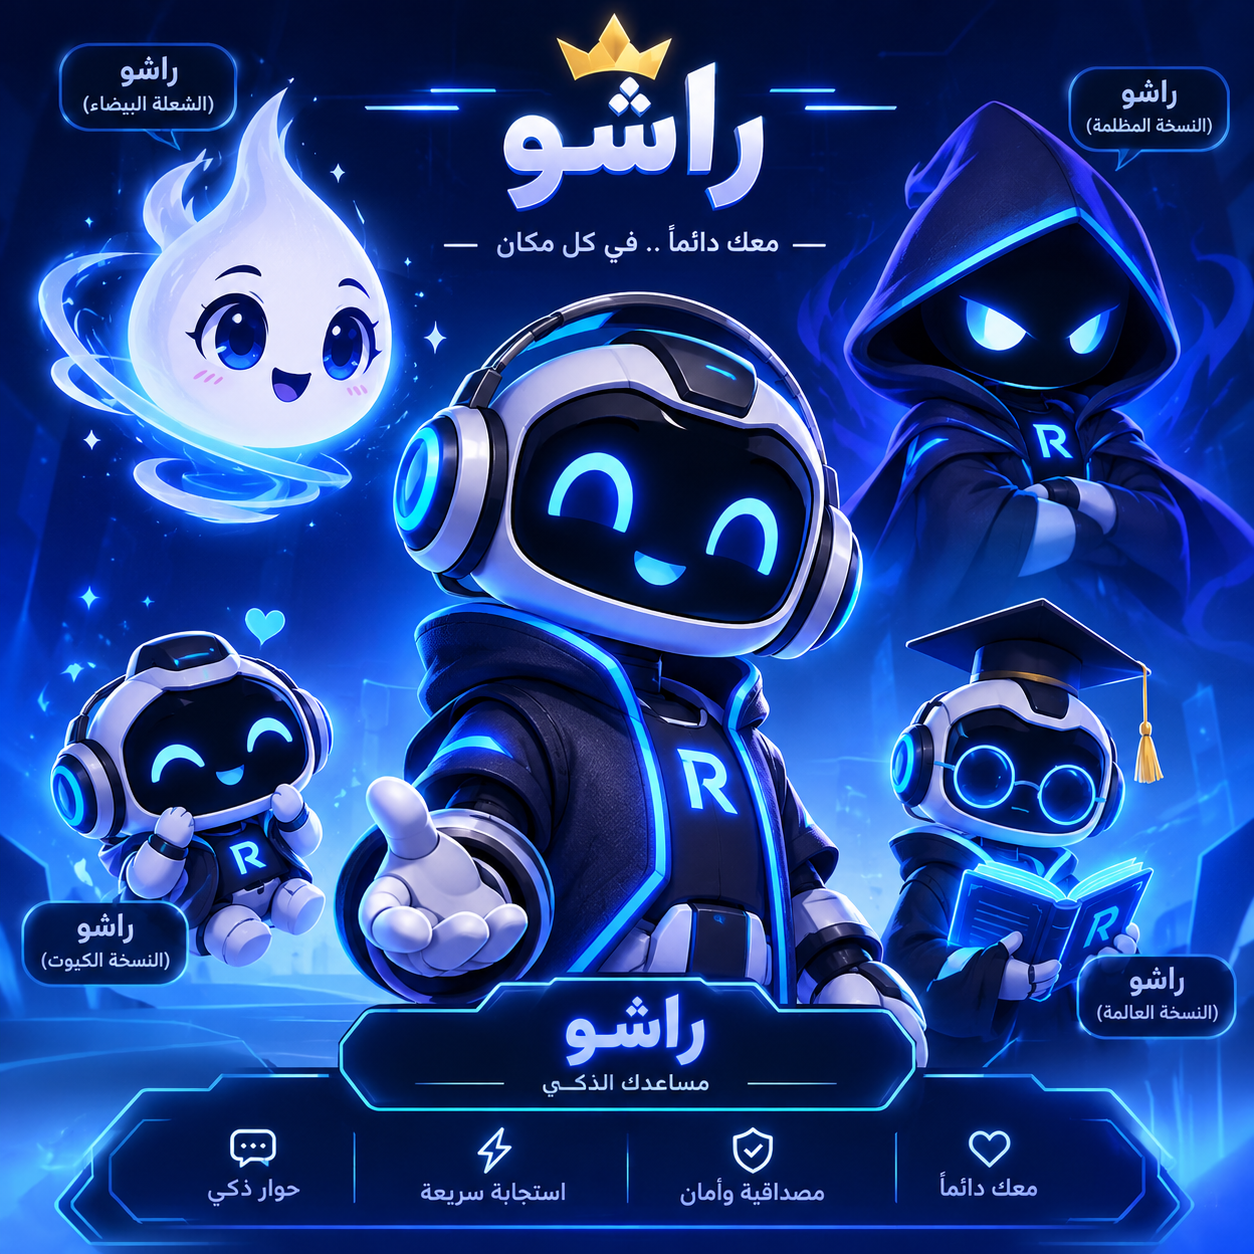 راشو
معك دائماً .. في كل مكان
راشو
(النسخة المظلمة)
راشو
(الشعلة البيضاء)
R
R
R
R
راشو
(النسخة الكيوت)
راشو
(النسخة العالمة)
راشو
مساعدك الذكـي
معك دائماً
مصداقية وأمان
استجابة سريعة
حوار ذكي